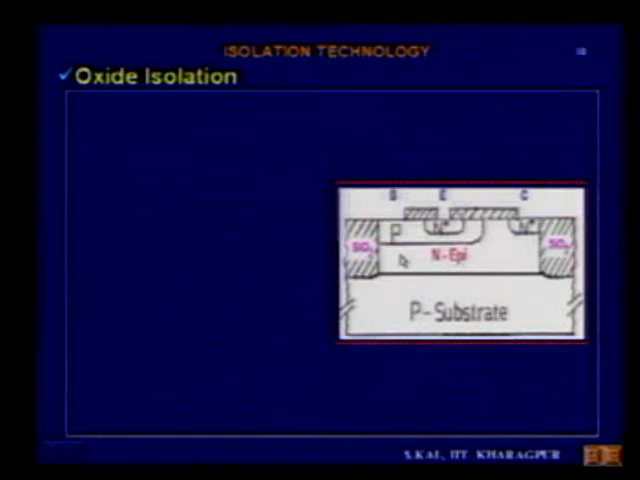 ISOLATION TECHNOLOGY
✓Oxide Isolation
B E C
P N⁺ N⁺
SiO₂ SiO₂
N-Epi
P-Substrate
S.KAL, IIT KHARAGPUR